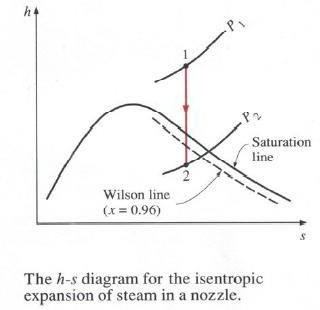 h
P₁
1
P₂
Saturation
line
2
Wilson line
(x = 0.96)
s
The h-s diagram for the isentropic
expansion of steam in a nozzle.